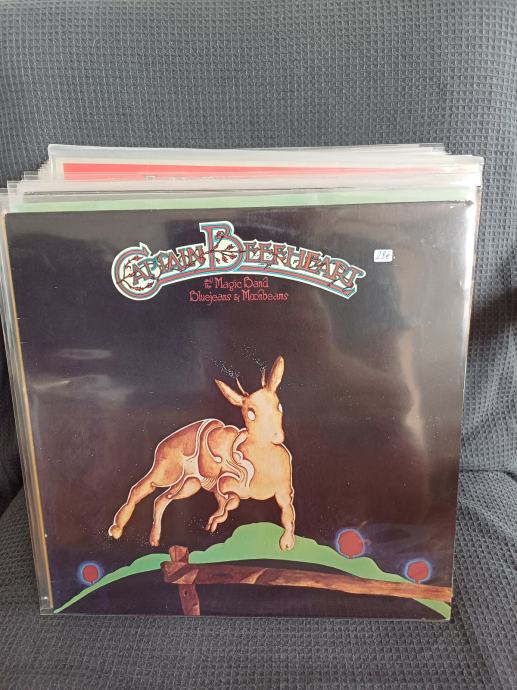 CAPTAIN BEEFHEART
28€
and the Magic Band
Bluejeans & Moonbeams